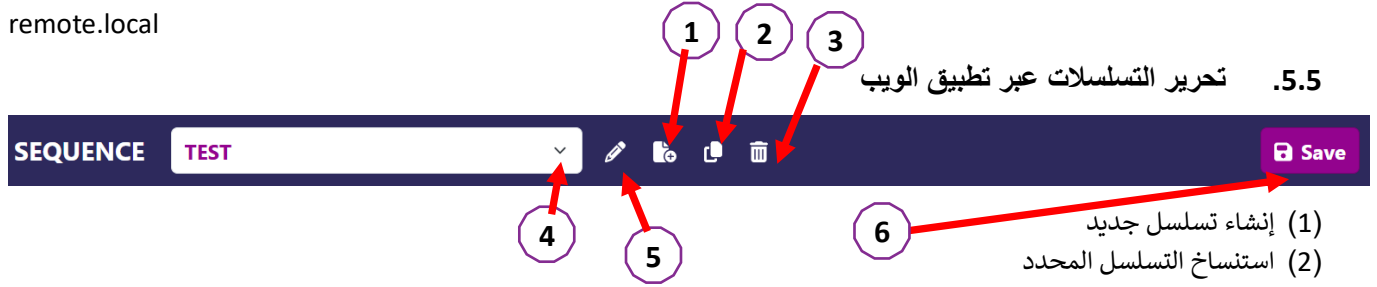 remote.local
1 2 3
5.5. تحرير التسلسلات عبر تطبيق الويب
SEQUENCE TEST Save
4 5 6
(1) إنشاء تسلسل جديد
(2) استنساخ التسلسل المحدد